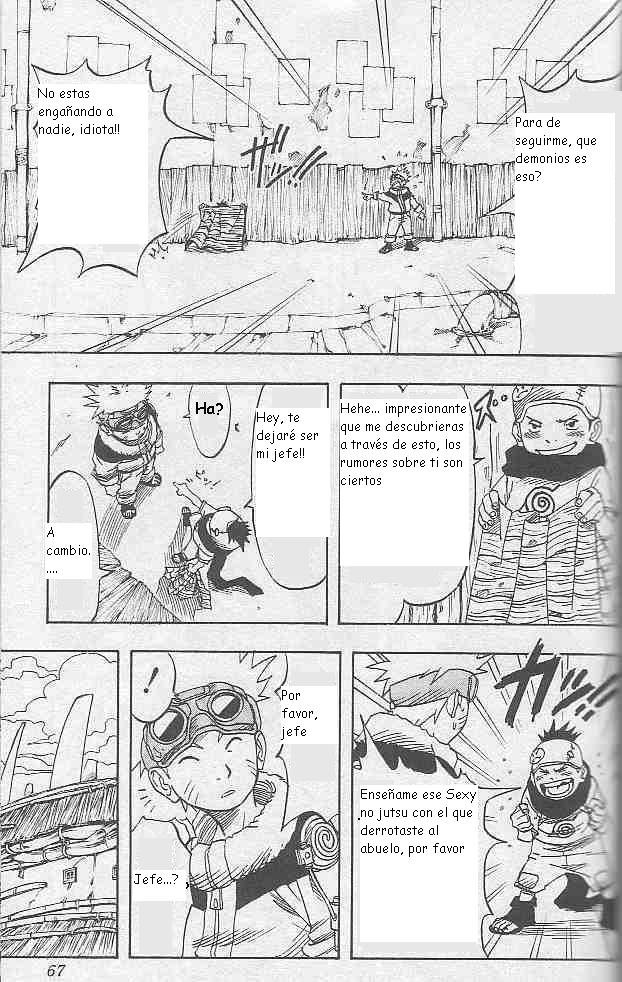 Para de
seguirme, que
demonios es
eso?
No estas
engañando a
nadie, idiota!!
Hehe... impresionante
que me descubrieras
a través de esto, los
rumores sobre ti son
ciertos
Hey, te
dejaré ser
mi jefe!!
Ha?
A
cambio.
....
Enseñame ese Sexy
no jutsu con el que
derrotaste al
abuelo, por favor
Por
favor,
jefe
!
Jefe...?
67